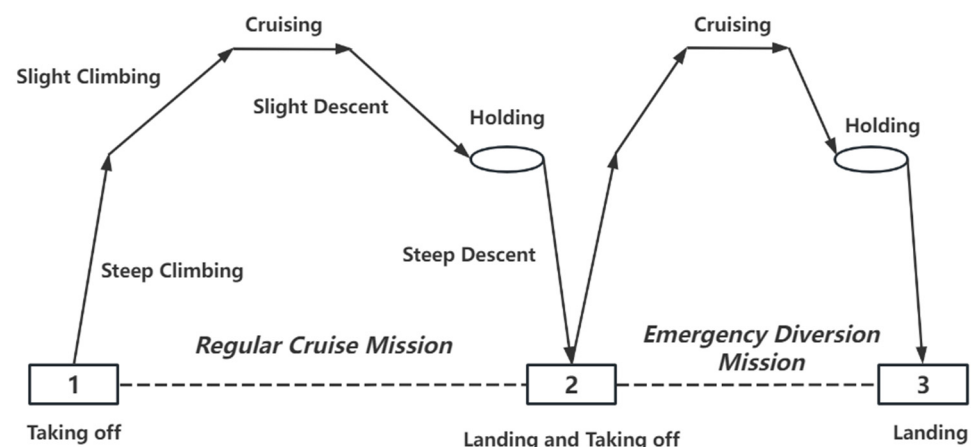 Cruising
Cruising
Slight Climbing
Slight Descent
Holding
Holding
Steep Descent
Steep Climbing
Regular Cruise Mission
Emergency Diversion
Mission
1
2
3
Taking off
Landing and Taking off
Landing